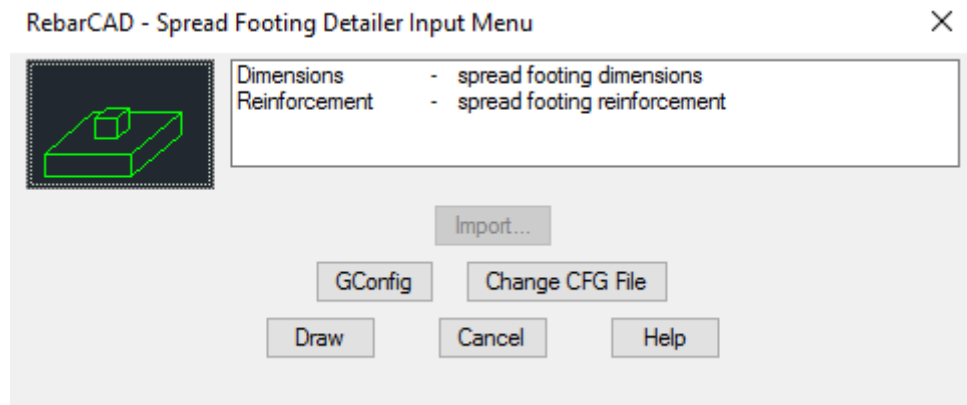 RebarCAD - Spread Footing Detailer Input Menu
Dimensions - spread footing dimensions
Reinforcement - spread footing reinforcement
Import...
GConfig Change CFG File
Draw Cancel Help